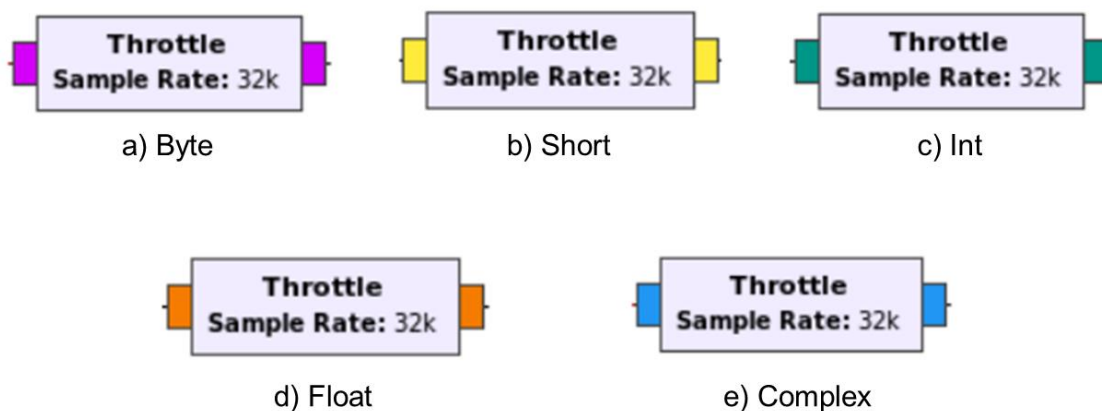 Throttle
Sample Rate: 32k
a) Byte
Throttle
Sample Rate: 32k
b) Short
Throttle
Sample Rate: 32k
c) Int
Throttle
Sample Rate: 32k
d) Float
Throttle
Sample Rate: 32k
e) Complex